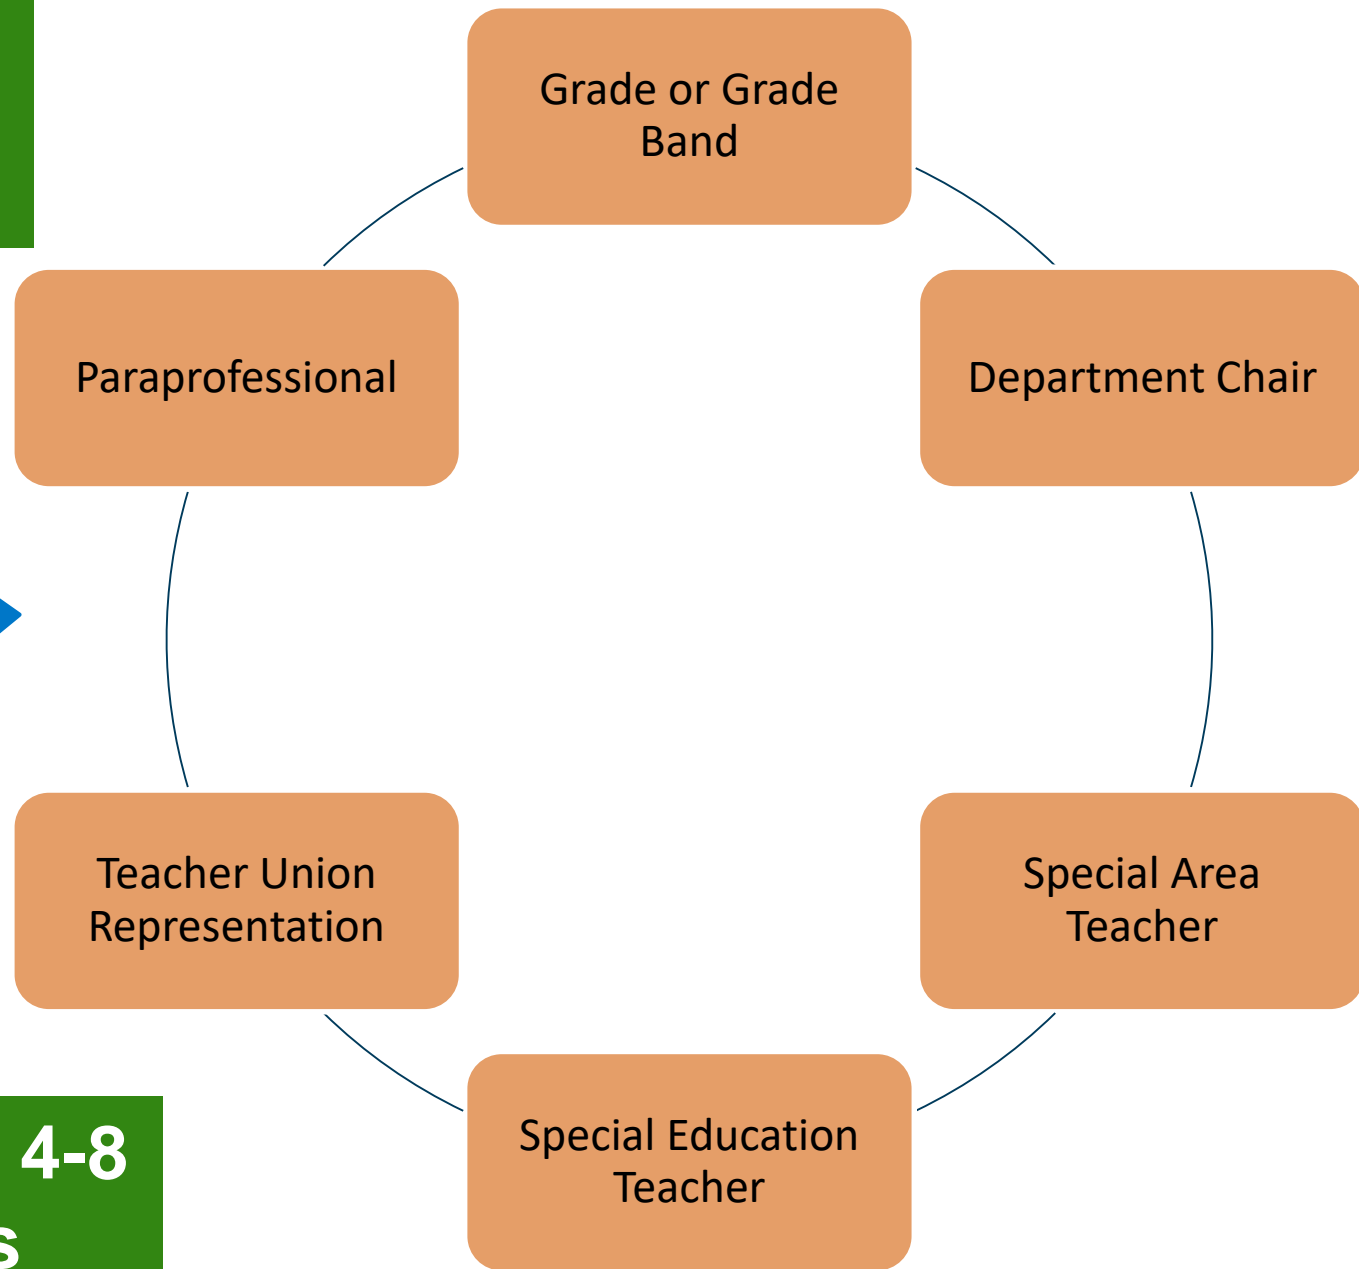 Grade or Grade
Band
Paraprofessional
Department Chair
Teacher Union
Representation
Special Area
Teacher
Special Education
Teacher
4-8
s